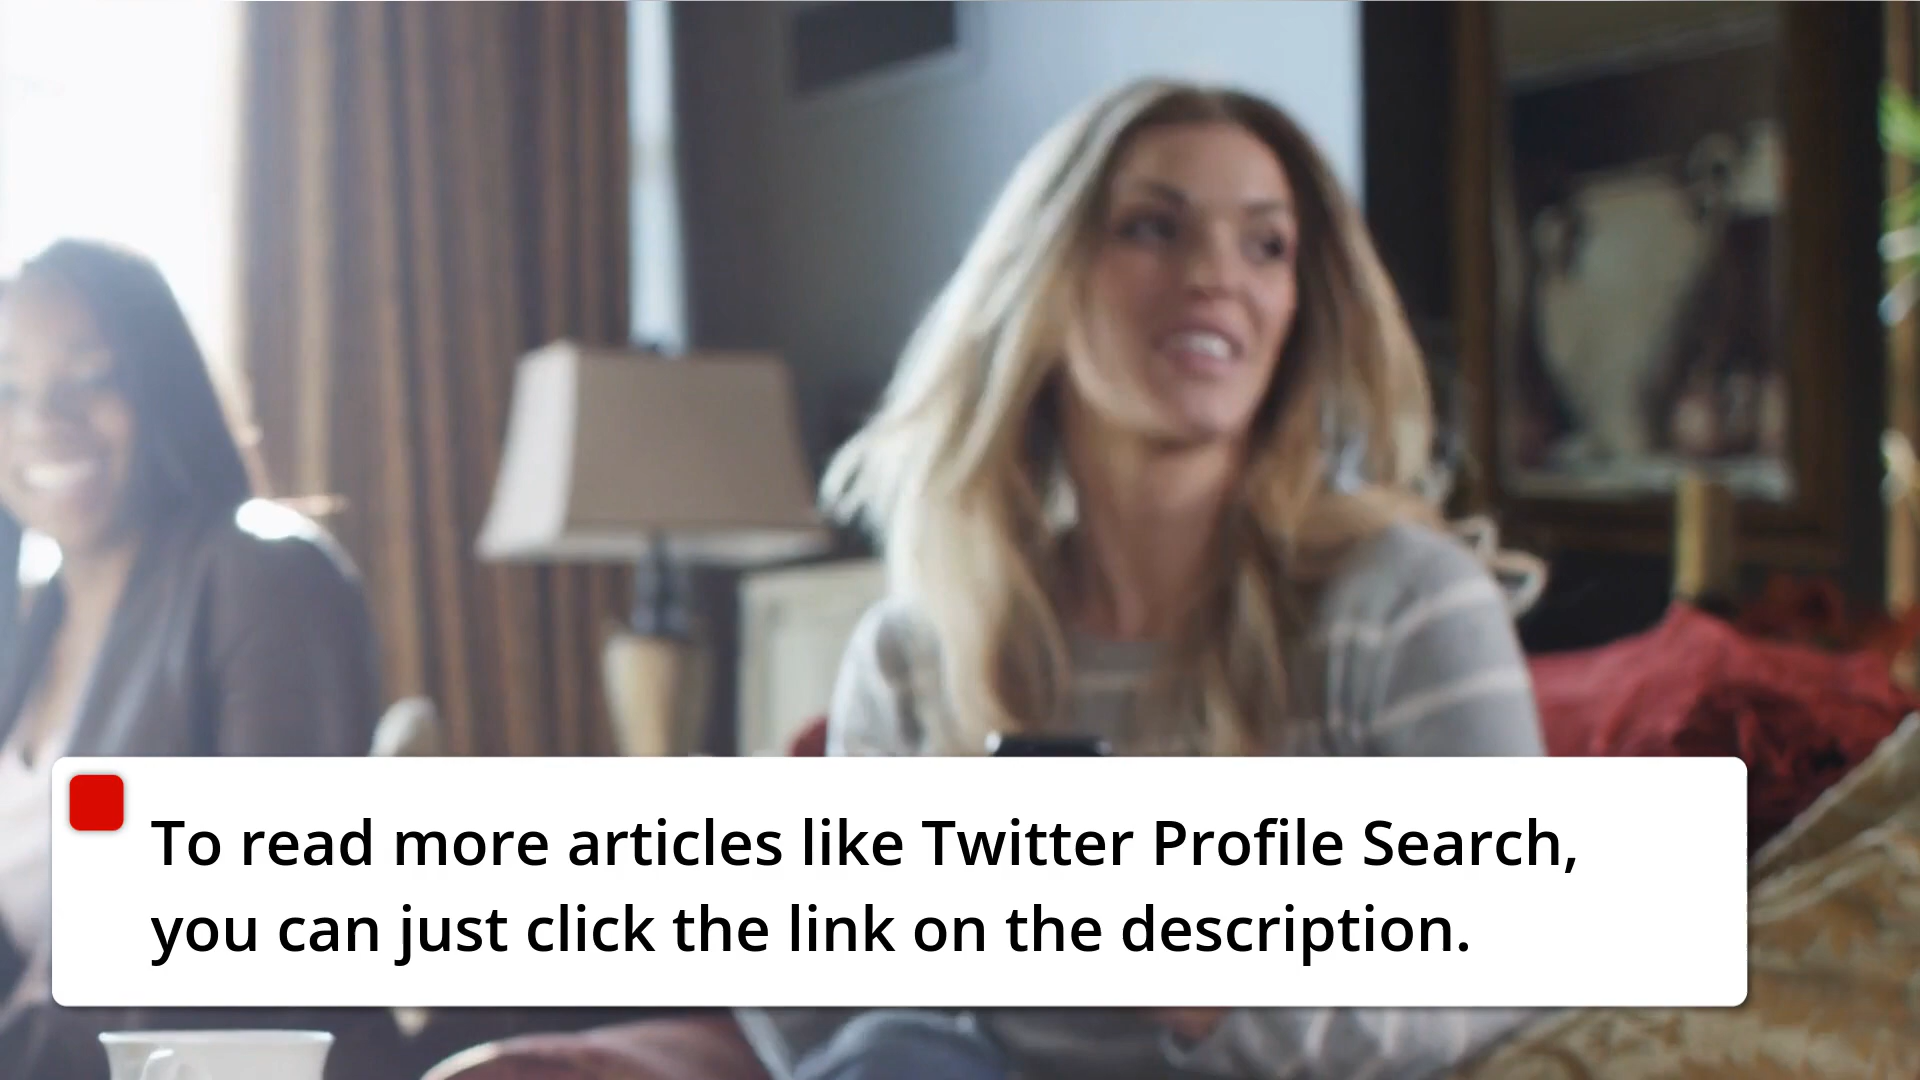 To read more articles like Twitter Profile Search,
you can just click the link on the description.